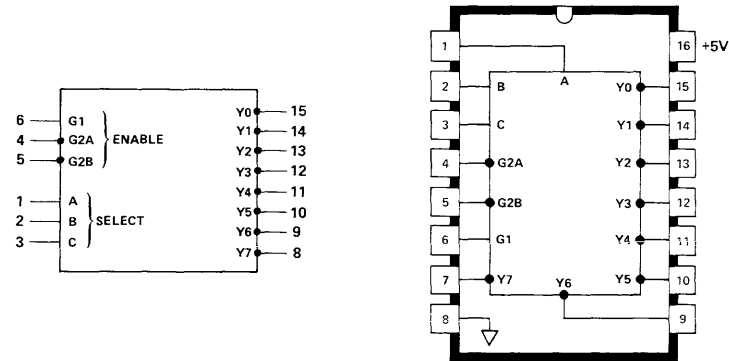 6 G1
4 G2A ENABLE
5 G2B
1 A
2 B SELECT
3 C
Y0 15
Y1 14
Y2 13
Y3 12
Y4 11
Y5 10
Y6 9
Y7 8
1 A 16 +5V
2 B Y0 15
3 C Y1 14
4 G2A Y2 13
5 G2B Y3 12
6 G1 Y4 11
7 Y7 Y6 Y5 10
8 9